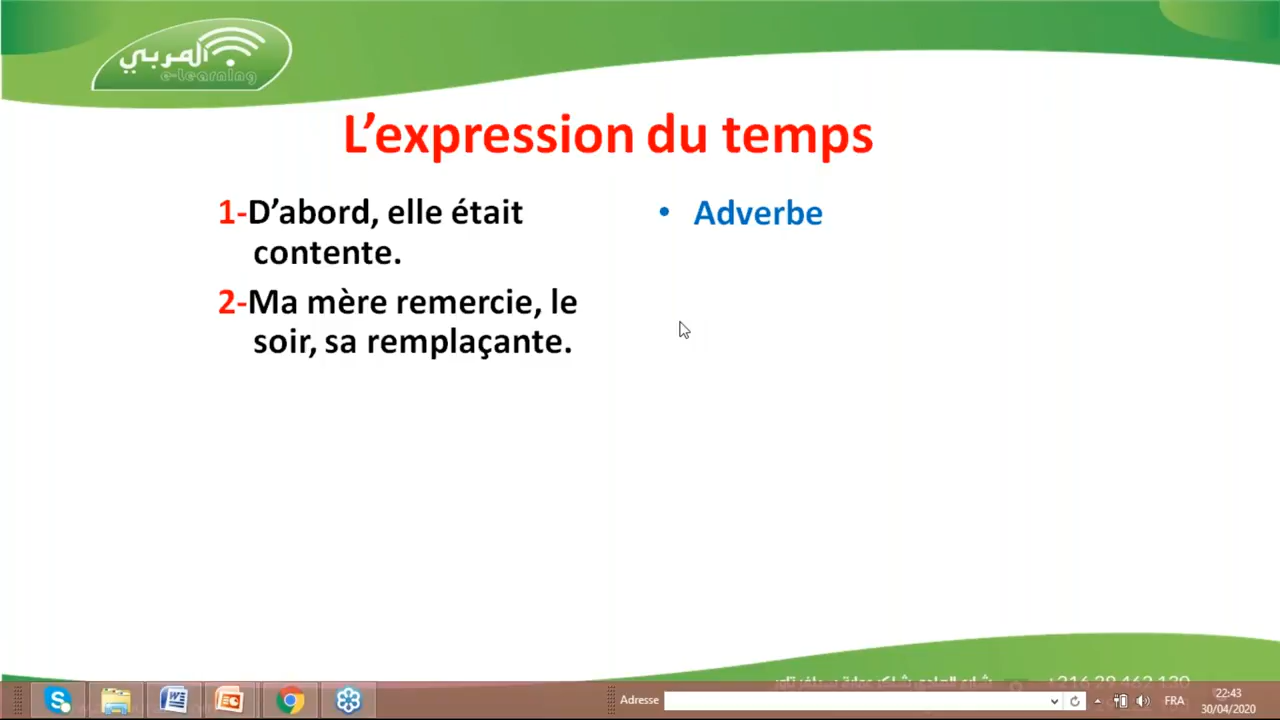 المربي
e-learning
L’expression du temps
1-D’abord, elle était
contente.
2-Ma mère remercie, le
soir, sa remplaçante.
• Adverbe
Adresse
FRA
22:43
30/04/2020